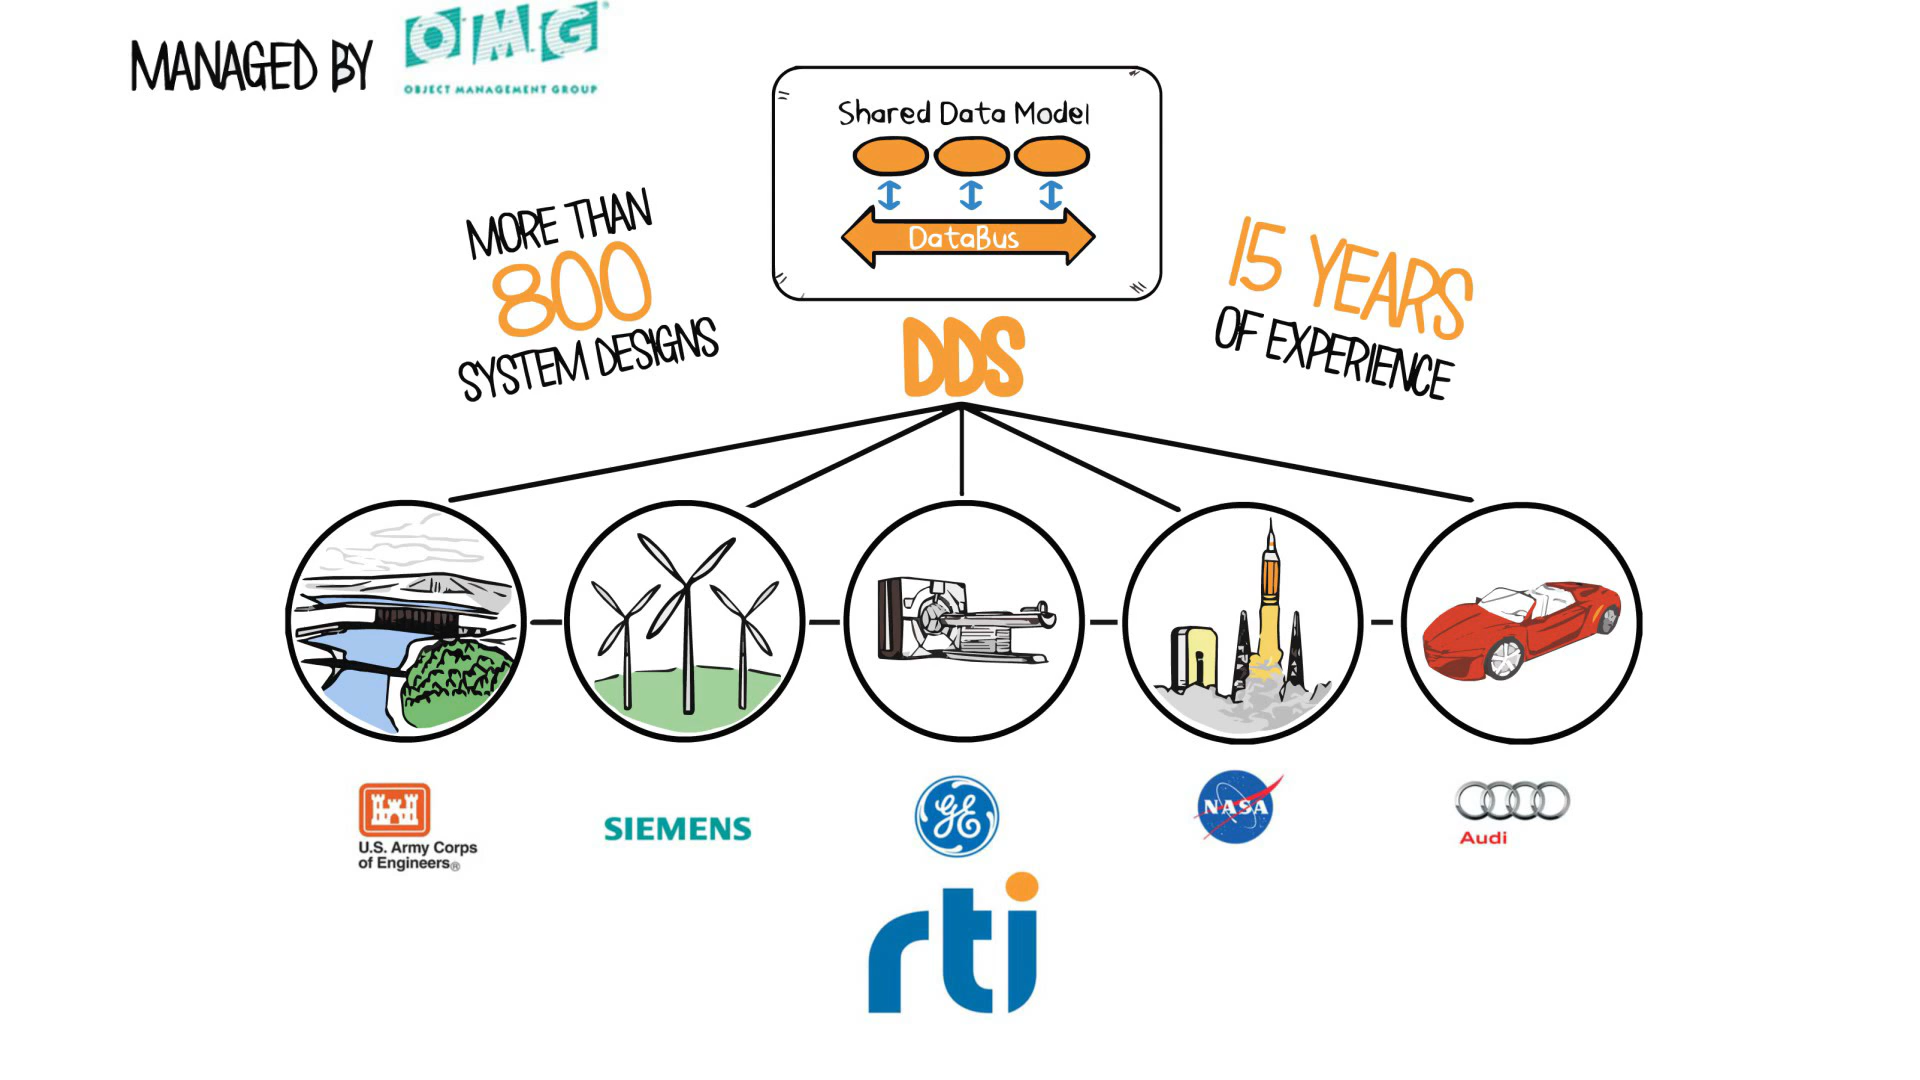 MANAGED BY
OMG
OBJECT MANAGEMENT GROUP
Shared Data Model
DataBus
MORE THAN
800
SYSTEM DESIGNS
15 YEARS
OF EXPERIENCE
DDS
U.S. Army Corps
of Engineers®
SIEMENS
GE
NASA
Audi
rti